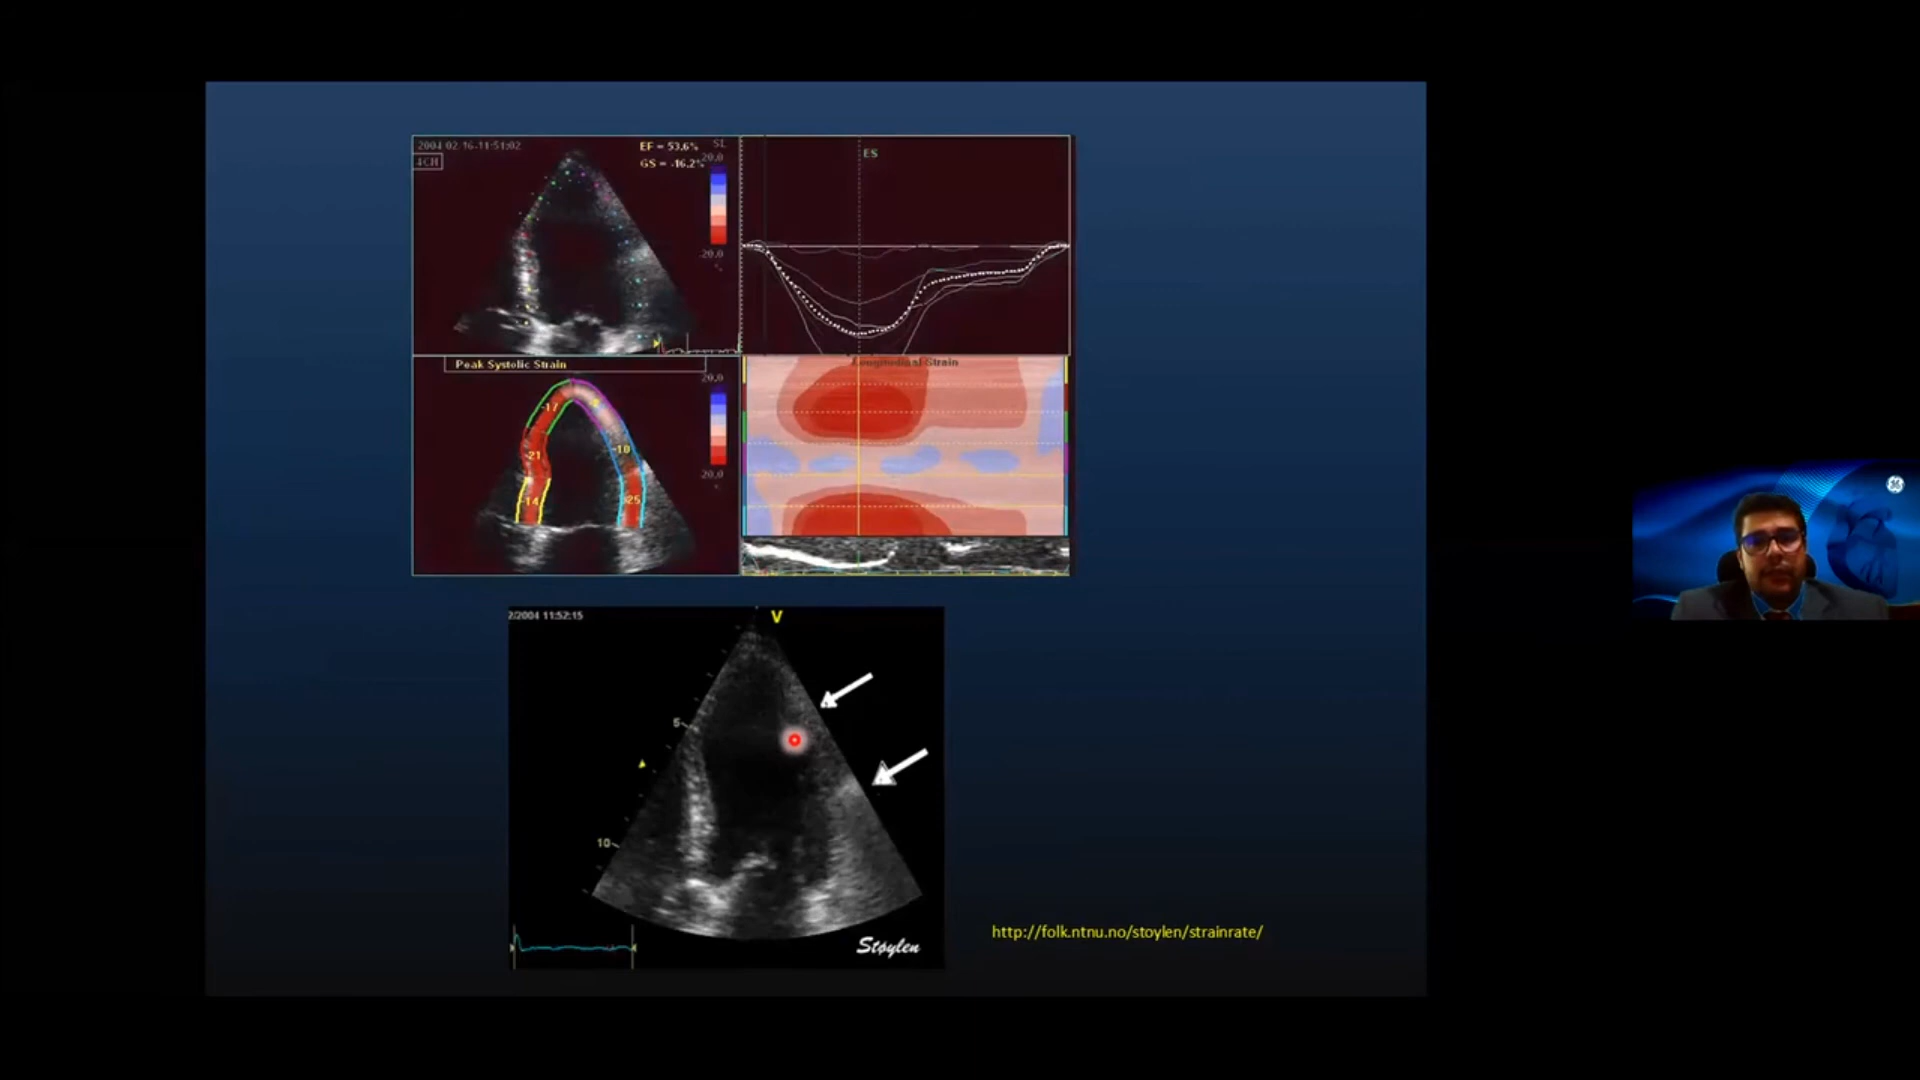 2004 02 16-11:51:02
4CH
EF = 53.6%
GS = -16.2%
SL
20.0
-20.0
%
ES
Peak Systolic Strain
20.0
-20.0
-17
-21
-14
-10
-25
Longitudinal Strain
2/2004 11:52:15
V
5
10
Støylen
http://folk.ntnu.no/stoylen/strainrate/